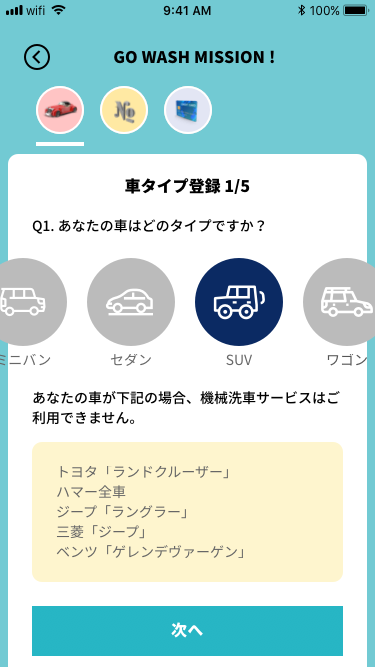 wifi 9:41 AM 100%
GO WASH MISSION !
№
車タイプ登録 1/5
Q1. あなたの車はどのタイプですか？
ミニバン セダン SUV ワゴン
あなたの車が下記の場合、機械洗車サービスはご
利用できません。
トヨタ「ランドクルーザー」
ハマー全車
ジープ「ラングラー」
三菱「ジープ」
ベンツ「ゲレンデヴァーゲン」
次へ